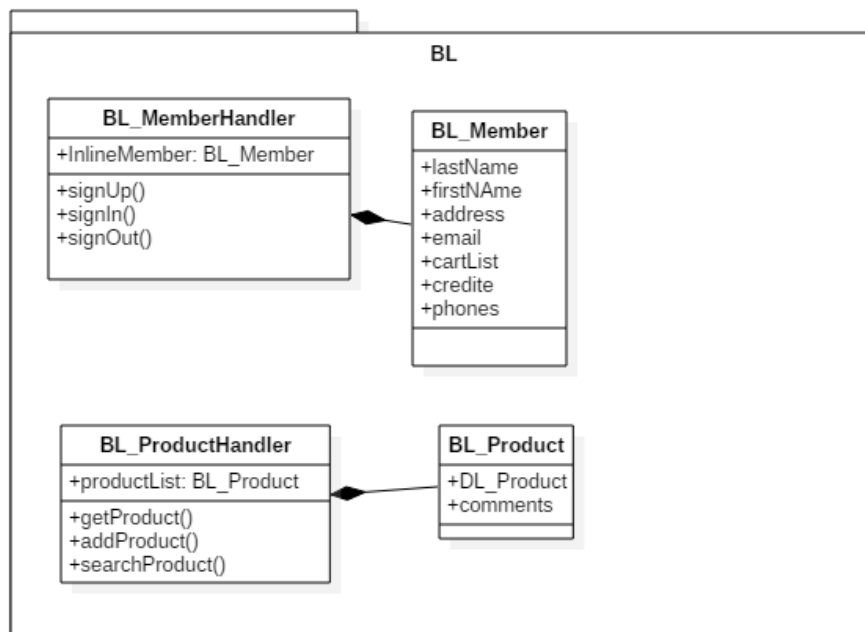 BL
BL_MemberHandler
+InlineMember: BL_Member
+signUp()
+signIn()
+signOut()
BL_Member
+lastName
+firstNAme
+address
+email
+cartList
+credite
+phones
BL_ProductHandler
+productList: BL_Product
+getProduct()
+addProduct()
+searchProduct()
BL_Product
+DL_Product
+comments